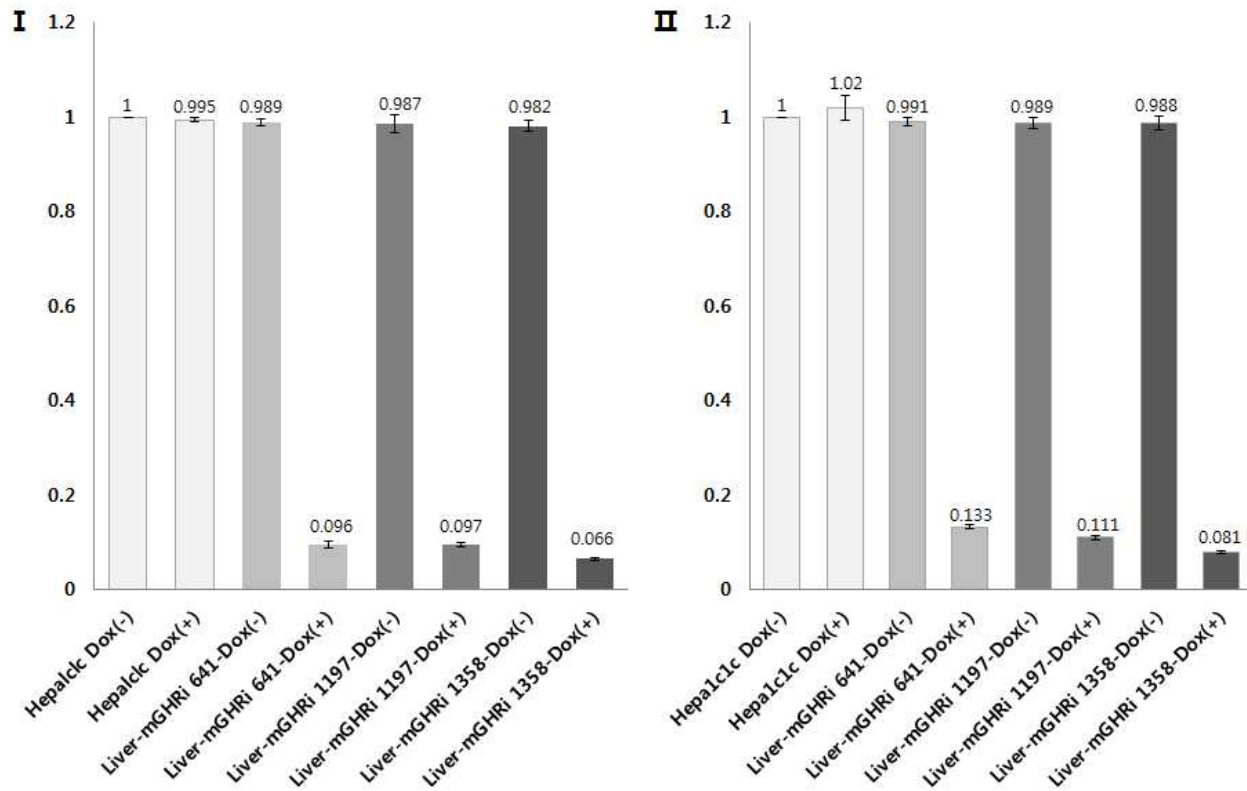 I
1.2
1
0.8
0.6
0.4
0.2
0
1
0.995
0.989
0.096
0.987
0.097
0.982
0.066
Hepalclc Dox(-)
Hepalclc Dox(+)
Liver-mGHRi 641-Dox(-)
Liver-mGHRi 641-Dox(+)
Liver-mGHRi 1197-Dox(-)
Liver-mGHRi 1197-Dox(+)
Liver-mGHRi 1358-Dox(-)
Liver-mGHRi 1358-Dox(+)
II
1.2
1
0.8
0.6
0.4
0.2
0
1
1.02
0.991
0.133
0.989
0.111
0.988
0.081
Hepa1c1c Dox(-)
Hepa1c1c Dox(+)
Liver-mGHRi 641-Dox(-)
Liver-mGHRi 641-Dox(+)
Liver-mGHRi 1197-Dox(-)
Liver-mGHRi 1197-Dox(+)
Liver-mGHRi 1358-Dox(-)
Liver-mGHRi 1358-Dox(+)